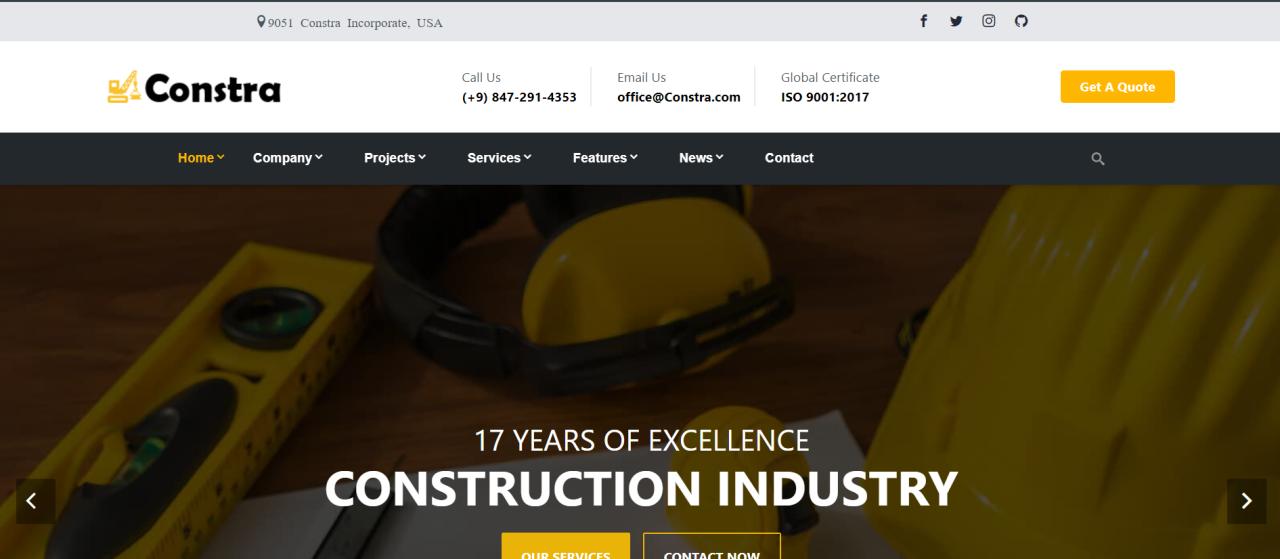 9051 Constra Incorporate, USA
Constra
Call Us
(+9) 847-291-4353
Email Us
office@Constra.com
Global Certificate
ISO 9001:2017
Get A Quote
Home Company Projects Services Features News Contact
17 YEARS OF EXCELLENCE
CONSTRUCTION INDUSTRY
OUR SERVICES CONTACT NOW